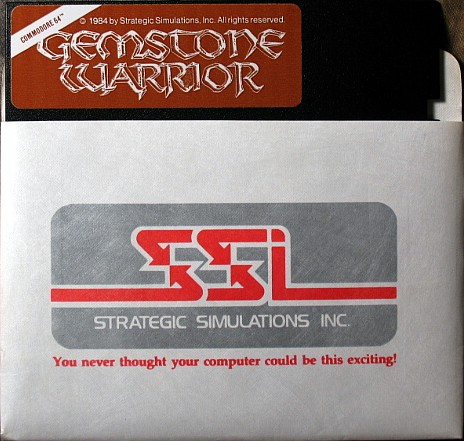 © 1984 by Strategic Simulations, Inc. All rights reserved.
COMMODORE 64™
GEMSTONE
WARRIOR
SSi
STRATEGIC SIMULATIONS INC.
You never thought your computer could be this exciting!